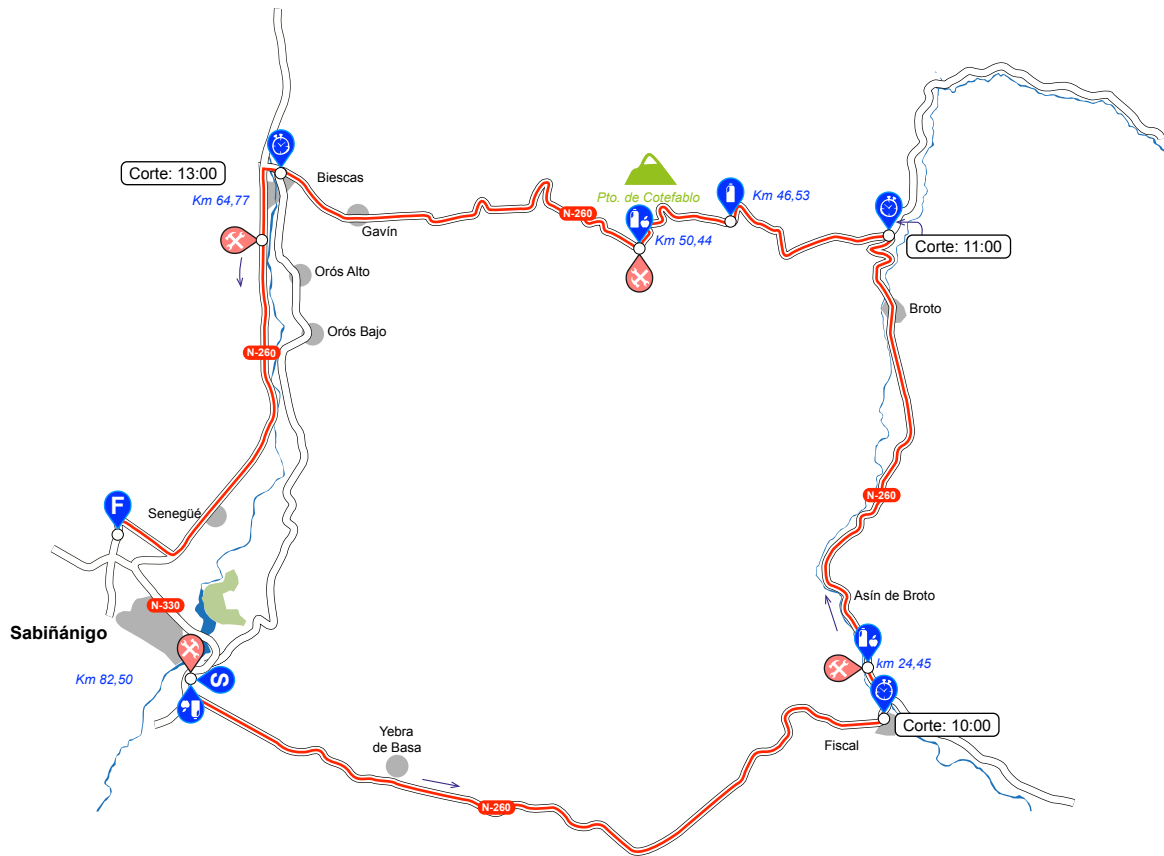 Corte: 13:00
Biescas
Km 64,77
Pto. de Cotefablo
Km 46,53
N-260
Gavín
Km 50,44
Corte: 11:00
Orós Alto
Broto
Orós Bajo
N-260
N-260
F
Senegüé
Asín de Broto
N-330
Sabiñánigo
km 24,45
Km 82,50
S
Corte: 10:00
Yebra
de Basa
Fiscal
N-260